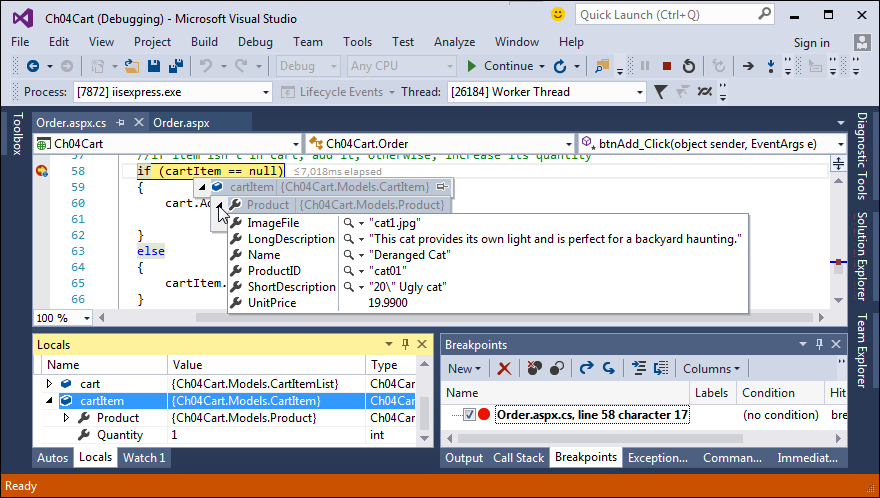 Ch04Cart (Debugging) - Microsoft Visual Studio
Quick Launch (Ctrl+Q)
File Edit View Project Build Debug Team Tools Test Analyze Window Help
Sign in
Debug Any CPU Continue
Process: [7872] iisexpress.exe Lifecycle Events Thread: [26184] Worker Thread
Toolbox
Order.aspx.cs Order.aspx
Ch04Cart Ch04Cart.Order btnAdd_Click(object sender, EventArgs e)
57 //if item isn't in cart, add it; otherwise, increase its quantity
58 if (cartItem == null) ≤7,018ms elapsed
59 {
cartItem {Ch04Cart.Models.CartItem}
60 cart.Ad
Product {Ch04Cart.Models.Product}
61
ImageFile "cat1.jpg"
62 }
LongDescription "This cat provides its own light and is perfect for a backyard haunting."
63 else
Name "Deranged Cat"
64 {
ProductID "cat01"
65 cartItem.
ShortDescription "20\" Ugly cat"
66 }
UnitPrice 19.9900
100 %
Diagnostic Tools
Solution Explorer
Team Explorer
Locals
Name Value Type
cart {Ch04Cart.Models.CartItemList} Ch04Car
cartItem {Ch04Cart.Models.CartItem} Ch04Car
Product {Ch04Cart.Models.Product} Ch04Car
Quantity 1 int
Autos Locals Watch 1
Breakpoints
New Columns
Name Labels Condition Hit
Order.aspx.cs, line 58 character 17 (no condition) bre
Output Call Stack Breakpoints Exception... Comman... Immediat...
Ready